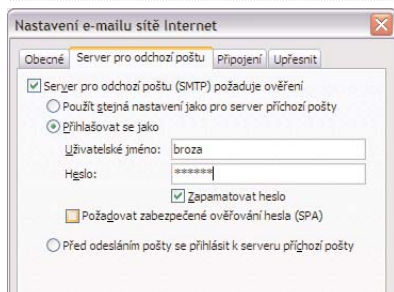 Nastavení e-mailu sítě Internet
Obecné Server pro odchozí poštu Připojení Upřesnit
Server pro odchozí poštu (SMTP) požaduje ověření
Použít stejná nastavení jako pro server příchozí pošty
Přihlašovat se jako
Uživatelské jméno: broza
Heslo: ******
Zapamatovat heslo
Požadovat zabezpečené ověřování hesla (SPA)
Před odesláním pošty se přihlásit k serveru příchozí pošty